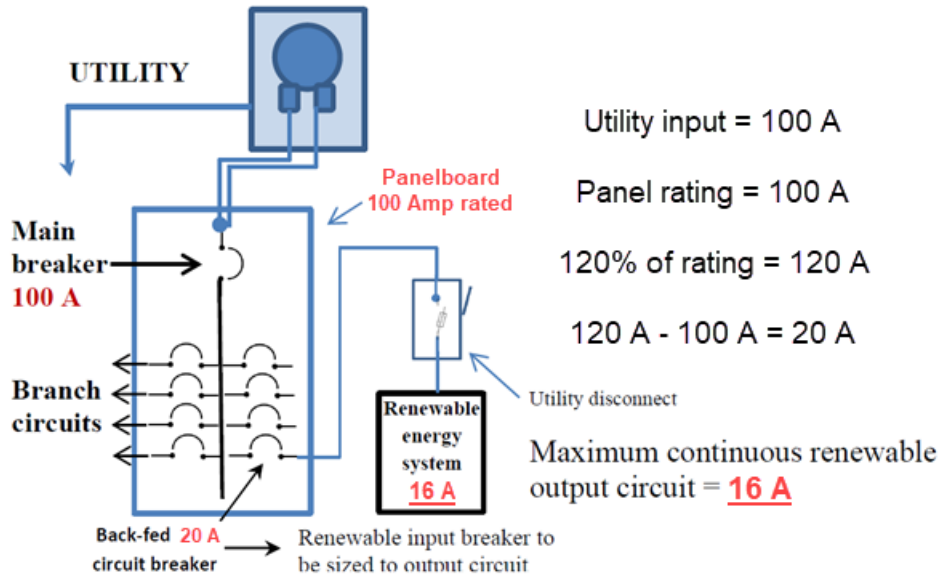 UTILITY
Panelboard
100 Amp rated
Main
breaker
100 A
Branch
circuits
Renewable
energy
system
16 A
Utility disconnect
Back-fed 20 A
circuit breaker
Renewable input breaker to
be sized to output circuit
Utility input = 100 A
Panel rating = 100 A
120% of rating = 120 A
120 A - 100 A = 20 A
Maximum continuous renewable
output circuit = 16 A